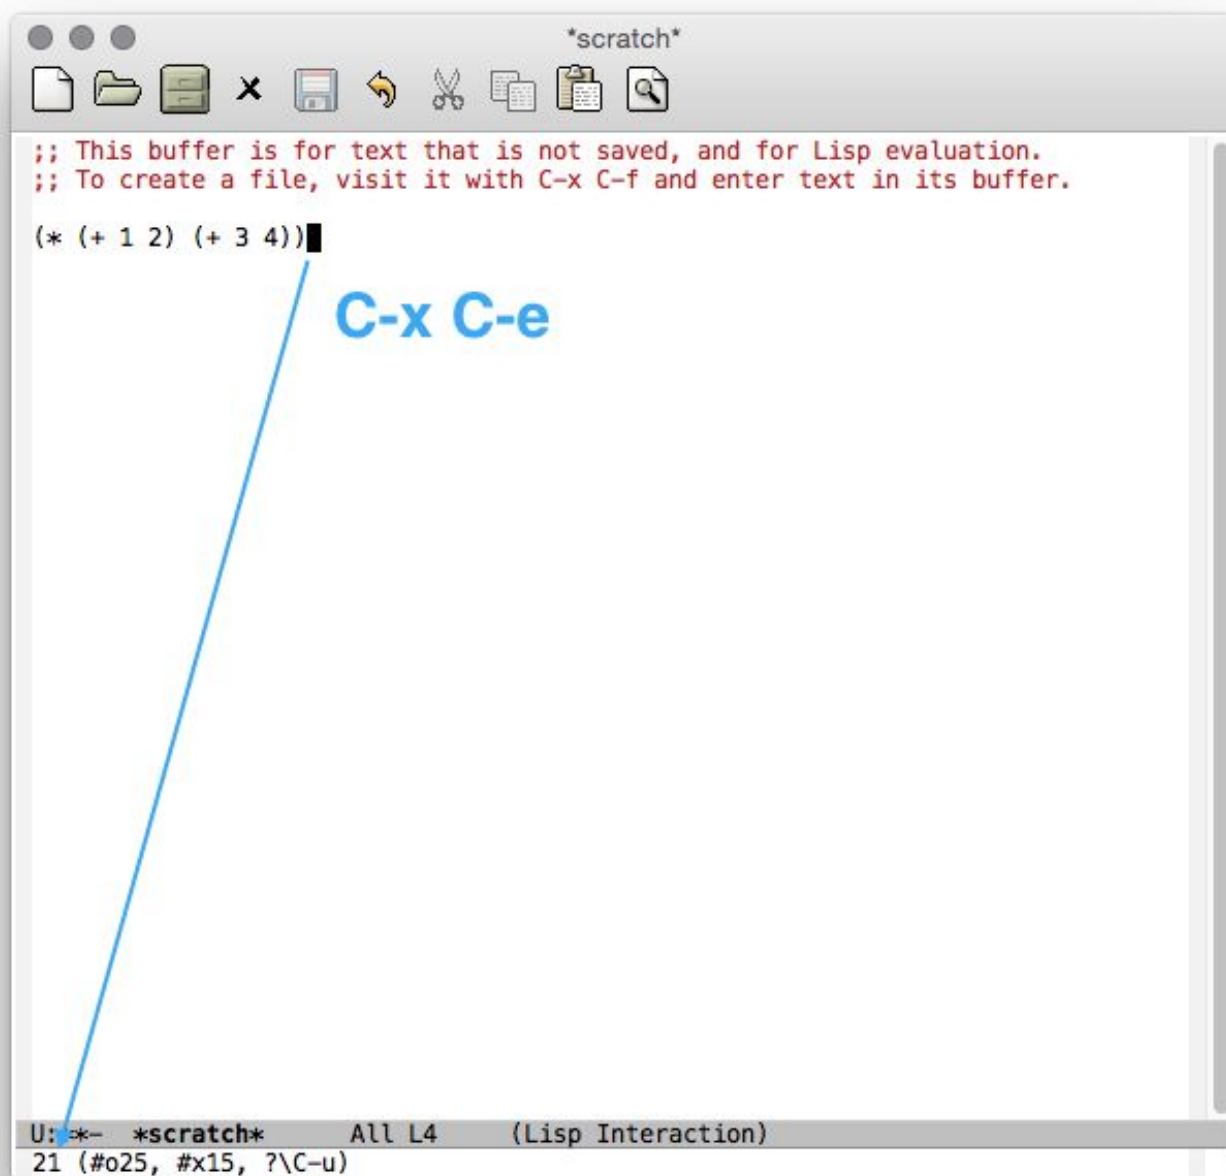 *scratch*
;; This buffer is for text that is not saved, and for Lisp evaluation.
;; To create a file, visit it with C-x C-f and enter text in its buffer.
(* (+ 1 2) (+ 3 4))
C-x C-e
*scratch* All L4 (Lisp Interaction)
21 (#o25, #x15, ?\C-u)